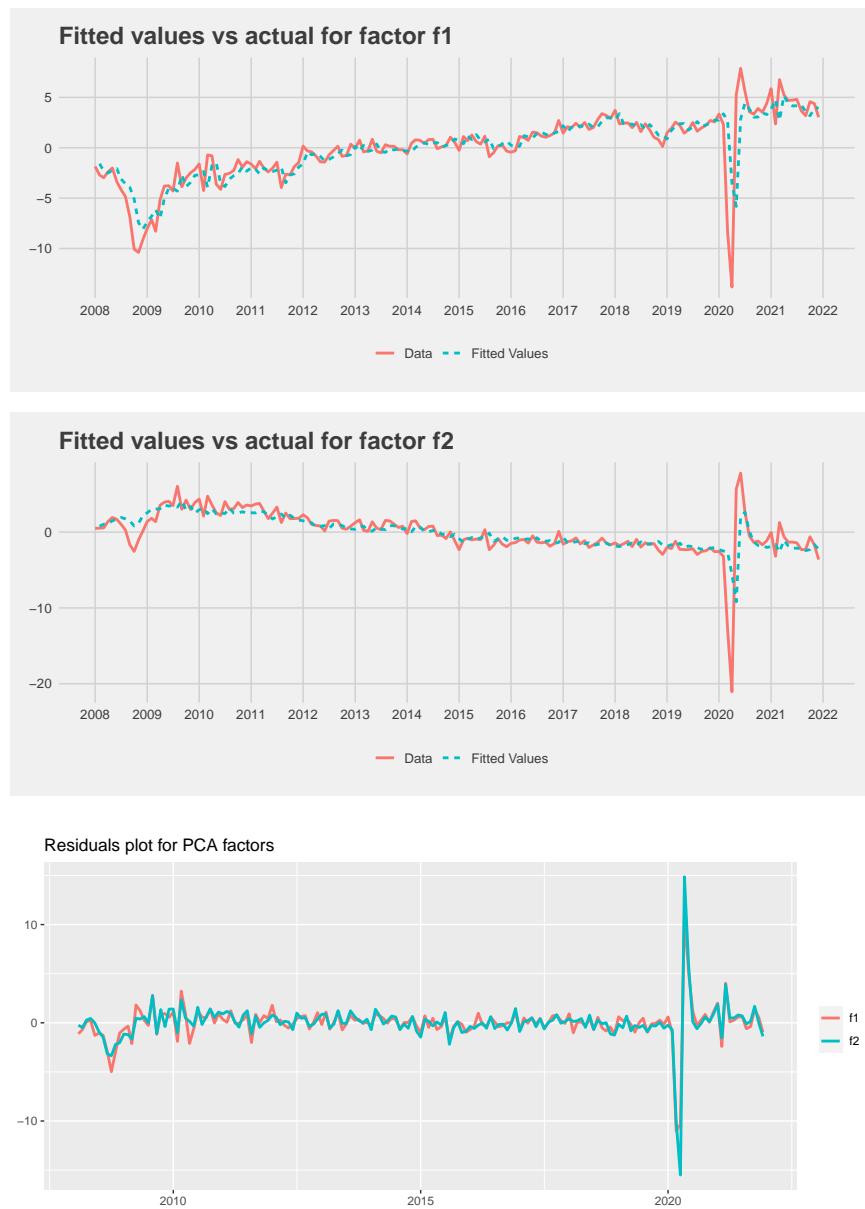 Fitted values vs actual for factor f1
5
0
−5
−10
2008 2009 2010 2011 2012 2013 2014 2015 2016 2017 2018 2019 2020 2021 2022
Data Fitted Values
Fitted values vs actual for factor f2
0
−10
−20
2008 2009 2010 2011 2012 2013 2014 2015 2016 2017 2018 2019 2020 2021 2022
Data Fitted Values
Residuals plot for PCA factors
10
0
−10
f1
f2
2010 2015 2020